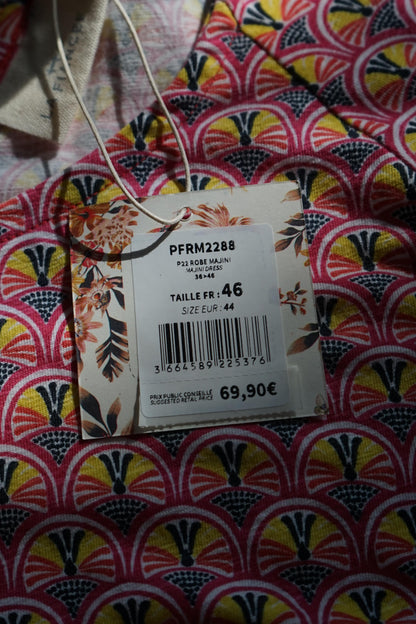 PFRM2288
P22 ROBE MAJINI
MAJINI DRESS
36>46
TAILLE FR : 46
SIZE EUR : 44
3 664589 225376
PRIX PUBLIC CONSEILLE
SUGGESTED RETAIL PRICE
69,90€